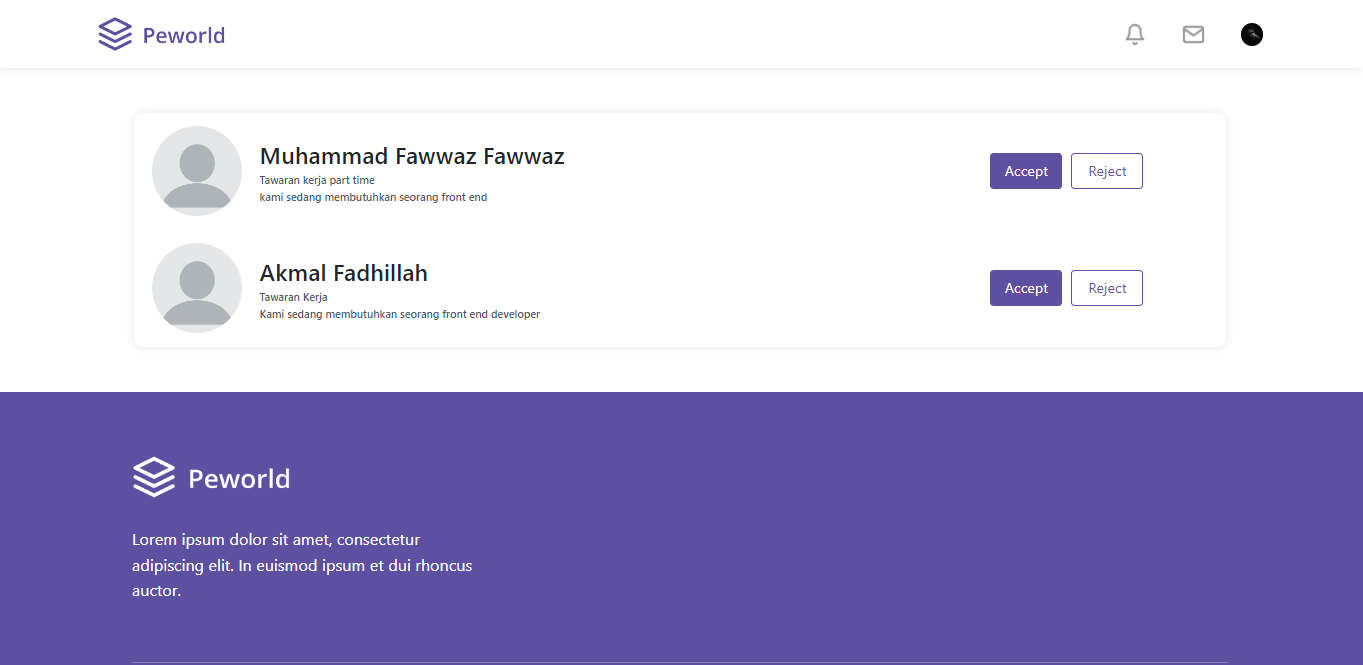 Peworld
Muhammad Fawwaz Fawwaz
Tawaran kerja part time
kami sedang membutuhkan seorang front end
Accept
Reject
Akmal Fadhillah
Tawaran Kerja
Kami sedang membutuhkan seorang front end developer
Accept
Reject
Peworld
Lorem ipsum dolor sit amet, consectetur
adipiscing elit. In euismod ipsum et dui rhoncus
auctor.